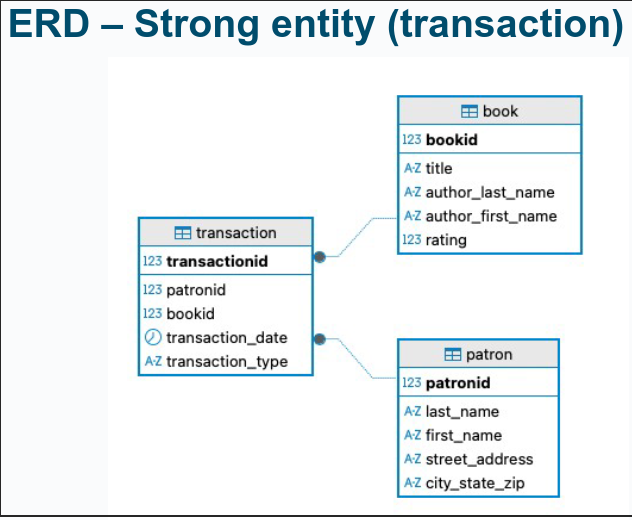 ERD – Strong entity (transaction)
book
123 bookid
A-Z title
A-Z author_last_name
A-Z author_first_name
123 rating
transaction
123 transactionid
123 patronid
123 bookid
transaction_date
A-Z transaction_type
patron
123 patronid
A-Z last_name
A-Z first_name
A-Z street_address
A-Z city_state_zip